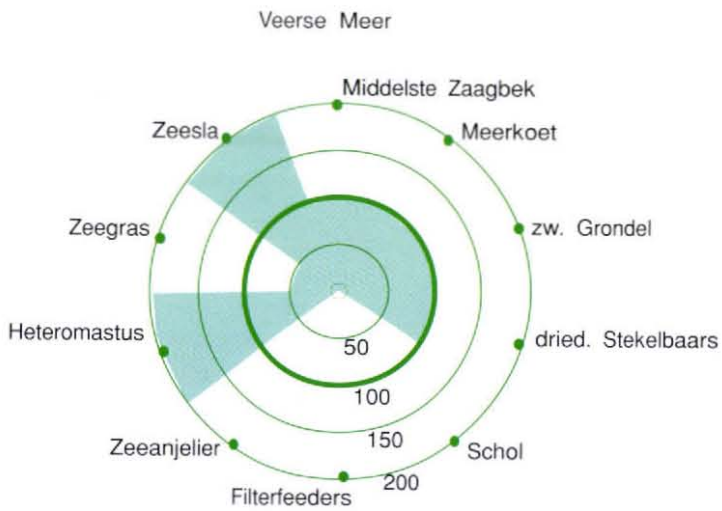 Veerse Meer
Middelste Zaagbek
Zeesla
Meerkoet
Zeegras
zw. Grondel
Heteromastus
dried. Stekelbaars
50
100
150
Zeeanjelier
Schol
200
Filterfeeders